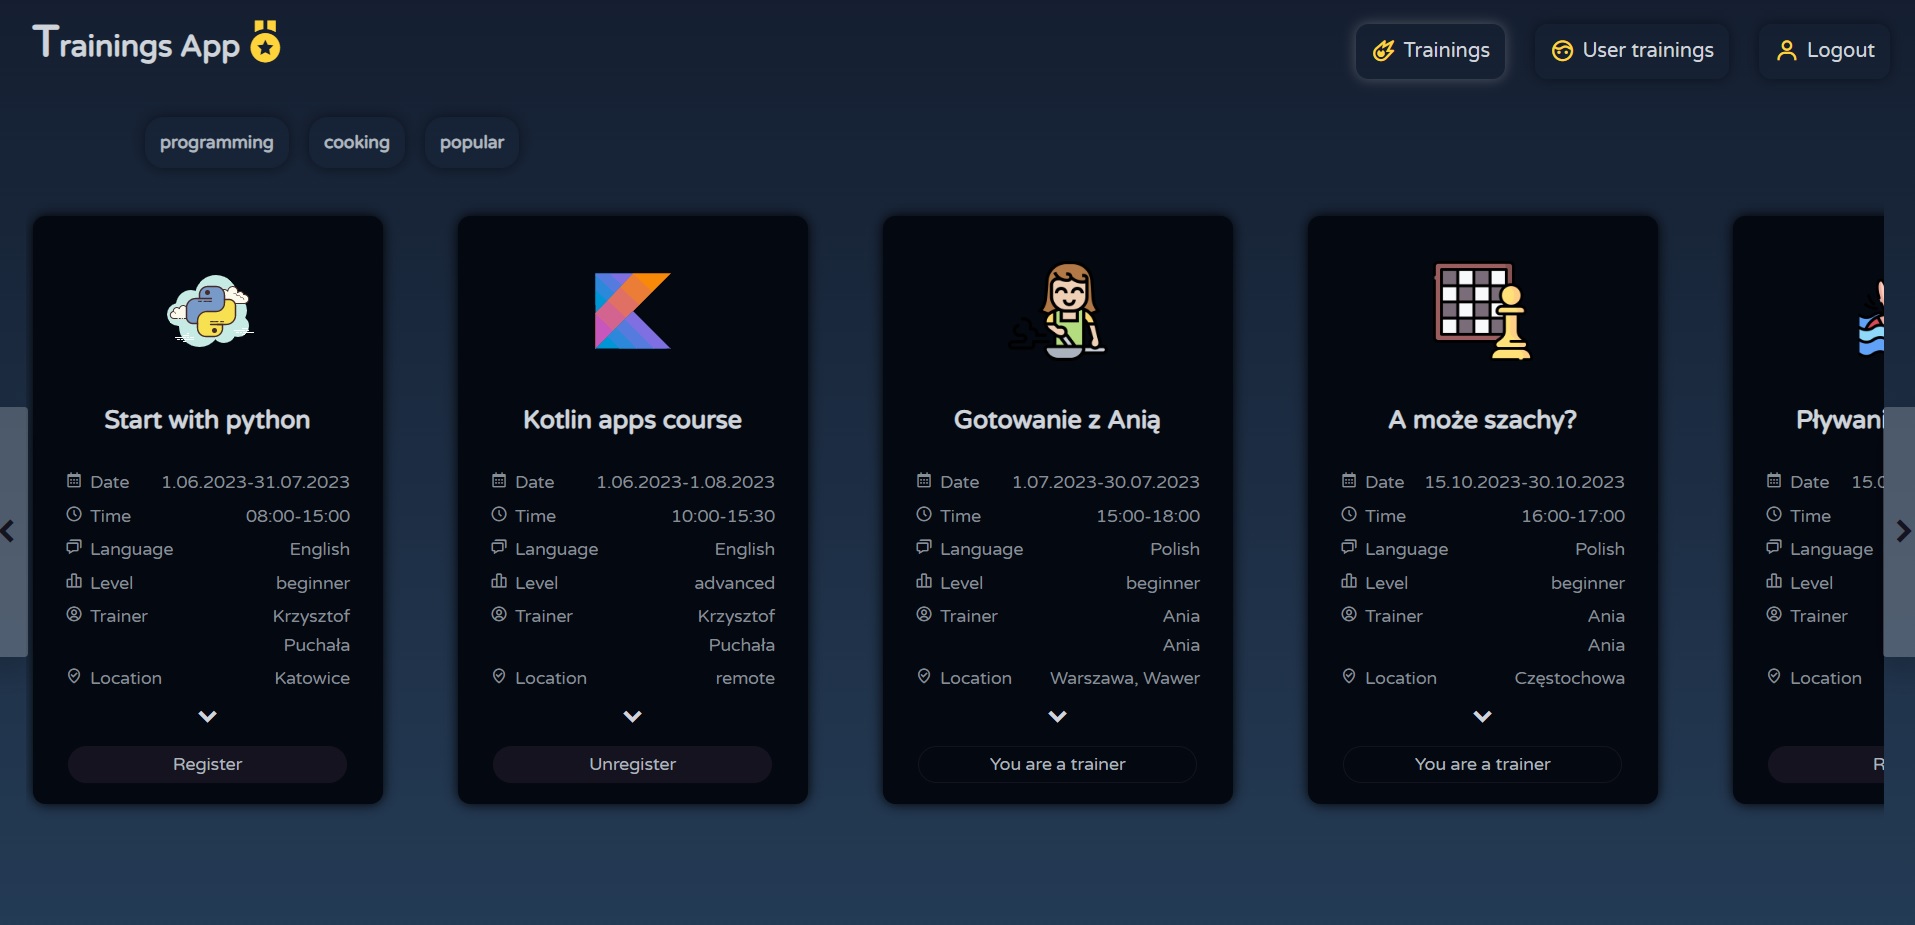 Trainings App
Trainings
User trainings
Logout
programming
cooking
popular
Start with python
Date 1.06.2023-31.07.2023
Time 08:00-15:00
Language English
Level beginner
Trainer Krzysztof
Puchała
Location Katowice
Register
Kotlin apps course
Date 1.06.2023-1.08.2023
Time 10:00-15:30
Language English
Level advanced
Trainer Krzysztof
Puchała
Location remote
Unregister
Gotowanie z Anią
Date 1.07.2023-30.07.2023
Time 15:00-18:00
Language Polish
Level beginner
Trainer Ania
Ania
Location Warszawa, Wawer
You are a trainer
A może szachy?
Date 15.10.2023-30.10.2023
Time 16:00-17:00
Language Polish
Level beginner
Trainer Ania
Ania
Location Częstochowa
You are a trainer
Pływani
Date 15.0
Time
Language
Level
Trainer
Location
R